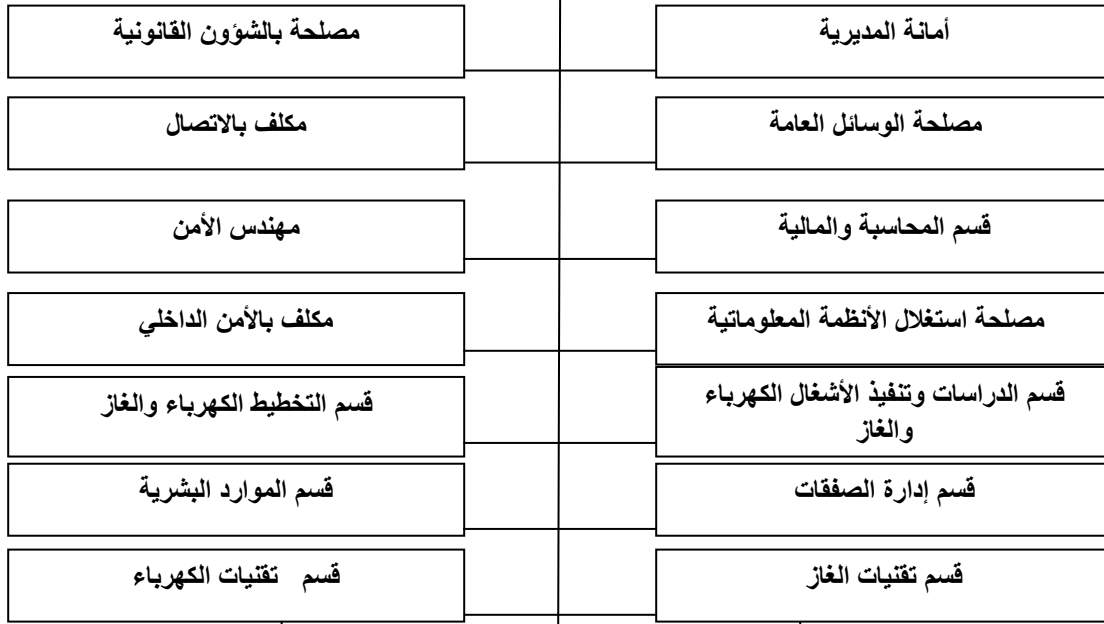 أمانة المديرية
مصلحة بالشؤون القانونية
مصلحة الوسائل العامة
مكلف بالاتصال
قسم المحاسبة والمالية
مهندس الأمن
مصلحة استغلال الأنظمة المعلوماتية
مكلف بالأمن الداخلي
قسم الدراسات وتنفيذ الأشغال الكهرباء
والغاز
قسم التخطيط الكهرباء والغاز
قسم إدارة الصفقات
قسم الموارد البشرية
قسم تقنيات الغاز
قسم تقنيات الكهرباء